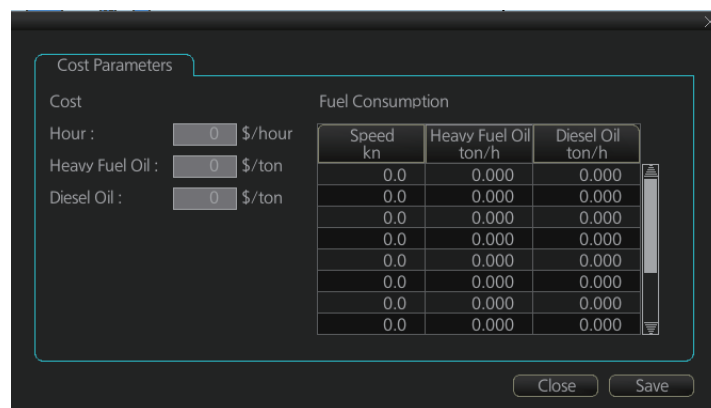 Cost Parameters
Cost
Fuel Consumption
Hour : 0 $/hour
Heavy Fuel Oil : 0 $/ton
Diesel Oil : 0 $/ton
Speed kn Heavy Fuel Oil ton/h Diesel Oil ton/h
0.0 0.000 0.000
0.0 0.000 0.000
0.0 0.000 0.000
0.0 0.000 0.000
0.0 0.000 0.000
0.0 0.000 0.000
0.0 0.000 0.000
0.0 0.000 0.000
Close Save